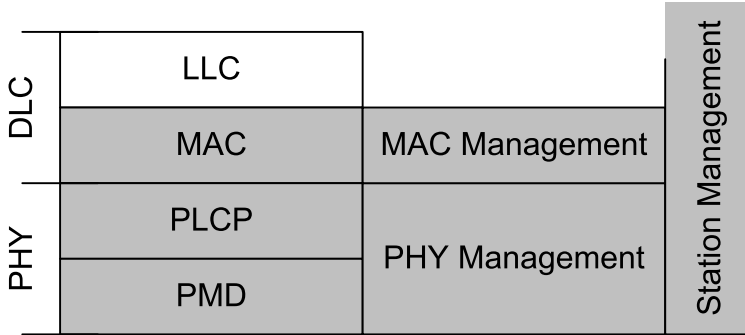 DLC
LLC
MAC
MAC Management
PHY
PLCP
PMD
PHY Management
Station Management